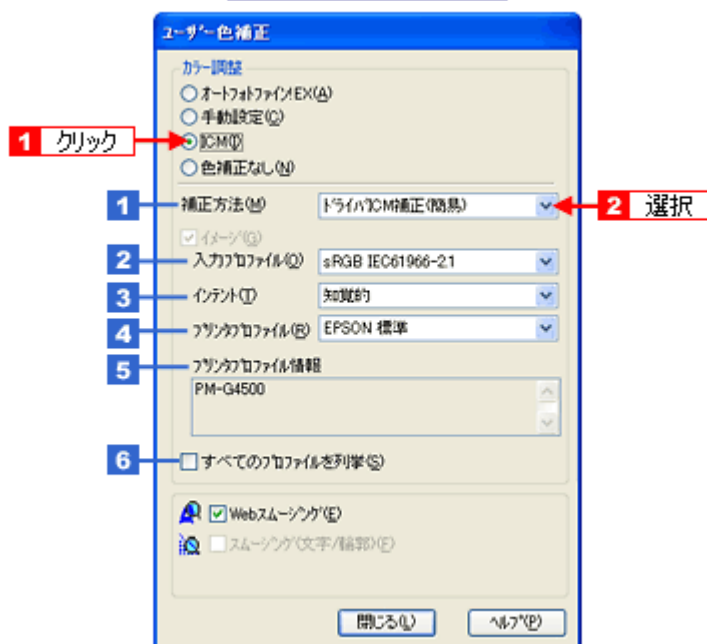 ユーザー色補正
カラー調整
オートフォトファイン!EX(A)
手動設定(C)
1 クリック
ICM(I)
色補正なし(N)
1 補正方法(M) ドライバICM補正(簡易) 2 選択
イメージ(G)
2 入力プロファイル(O) sRGB IEC61966-2.1
3 インテント(T) 知覚的
4 プリンタプロファイル(R) EPSON 標準
5 プリンタプロファイル情報
PM-G4500
6 すべてのプロファイルを列挙(S)
Webスムージング(E)
スムージング(文字/輪郭)(F)
閉じる(L) ヘルプ(P)